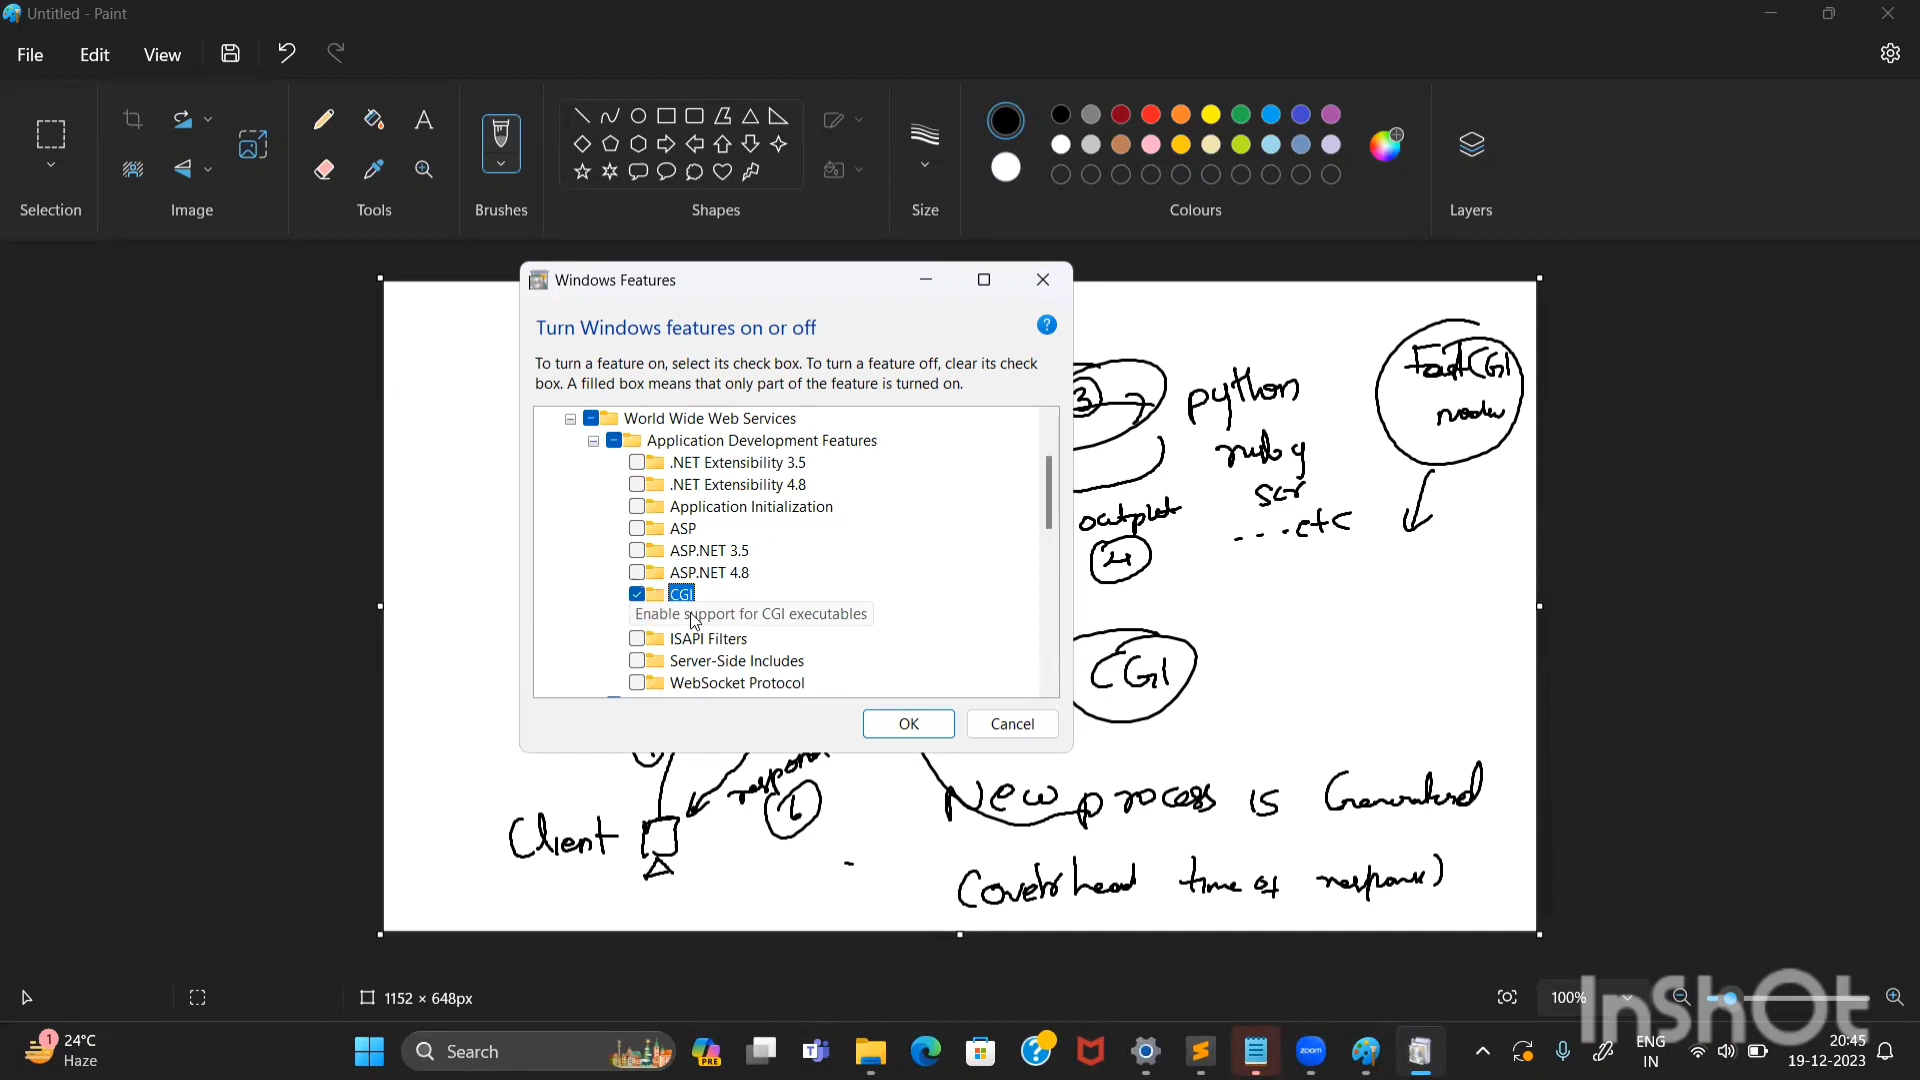 Untitled - Paint
File Edit View
Selection Image Tools Brushes Shapes Size Colours Layers
Windows Features
Turn Windows features on or off
To turn a feature on, select its check box. To turn a feature off, clear its check
box. A filled box means that only part of the feature is turned on.
World Wide Web Services
Application Development Features
.NET Extensibility 3.5
.NET Extensibility 4.8
Application Initialization
ASP
ASP.NET 3.5
ASP.NET 4.8
CGI
Enable support for CGI executables
ISAPI Filters
Server-Side Includes
WebSocket Protocol
OK Cancel
3
python
ruby
...etc
output
4
CGI
Client
6
New process is
time of
1152 × 648px
100%
InShOt
1
24°C
Haze
Search
PRE
zoom
ENG
IN
20:45
19-12-2023